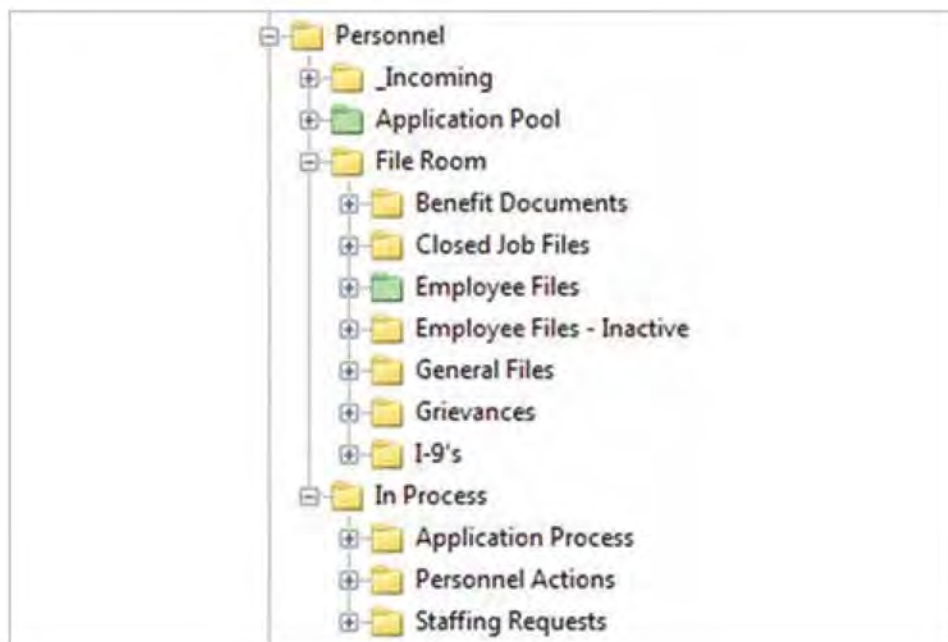 Personnel
_Incoming
Application Pool
File Room
Benefit Documents
Closed Job Files
Employee Files
Employee Files - Inactive
General Files
Grievances
I-9's
In Process
Application Process
Personnel Actions
Staffing Requests